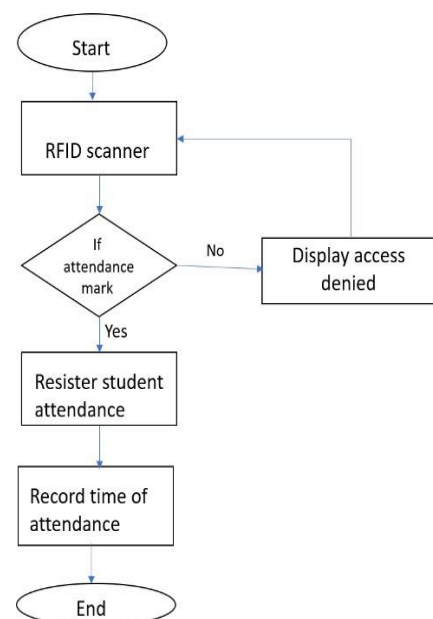 Start
RFID scanner
If
attendance
mark
No
Display access
denied
Yes
Resister student
attendance
Record time of
attendance
End